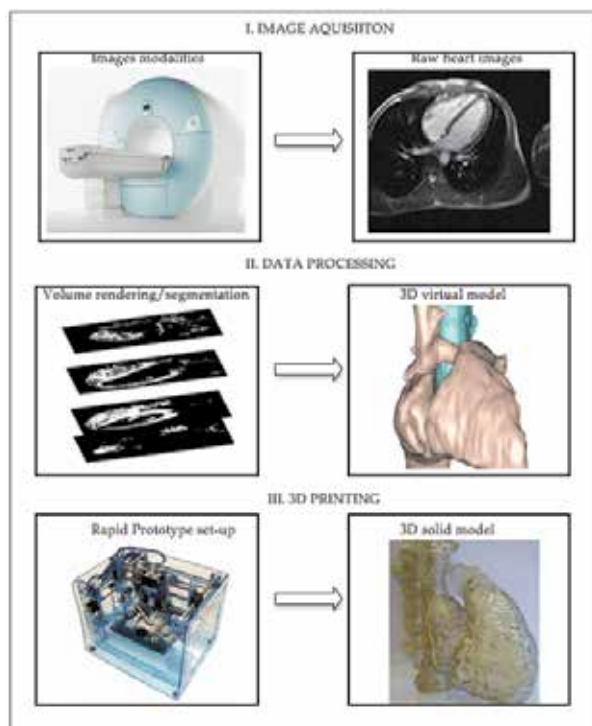 I. IMAGE AQUISIITON
Images modalities
Raw heart images
II. DATA PROCESSING
Volume rendering/segmentation
3D virtual model
III. 3D PRINTING
Rapid Prototype set-up
3D solid model